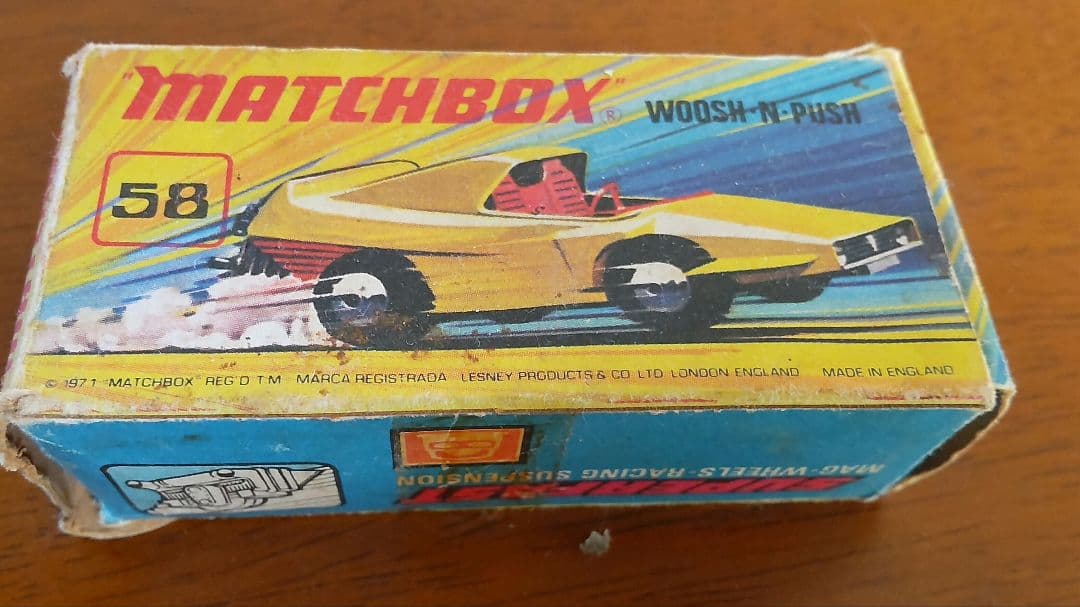 "MATCHBOX"®
WOOSH-N-PUSH
58
© 1971 "MATCHBOX" REG'D T M MARCA REGISTRADA LESNEY PRODUCTS & CO LTD LONDON ENGLAND MADE IN ENGLAND
MAG-WHEELS-RACING SUSPENSION
SUPERFAST